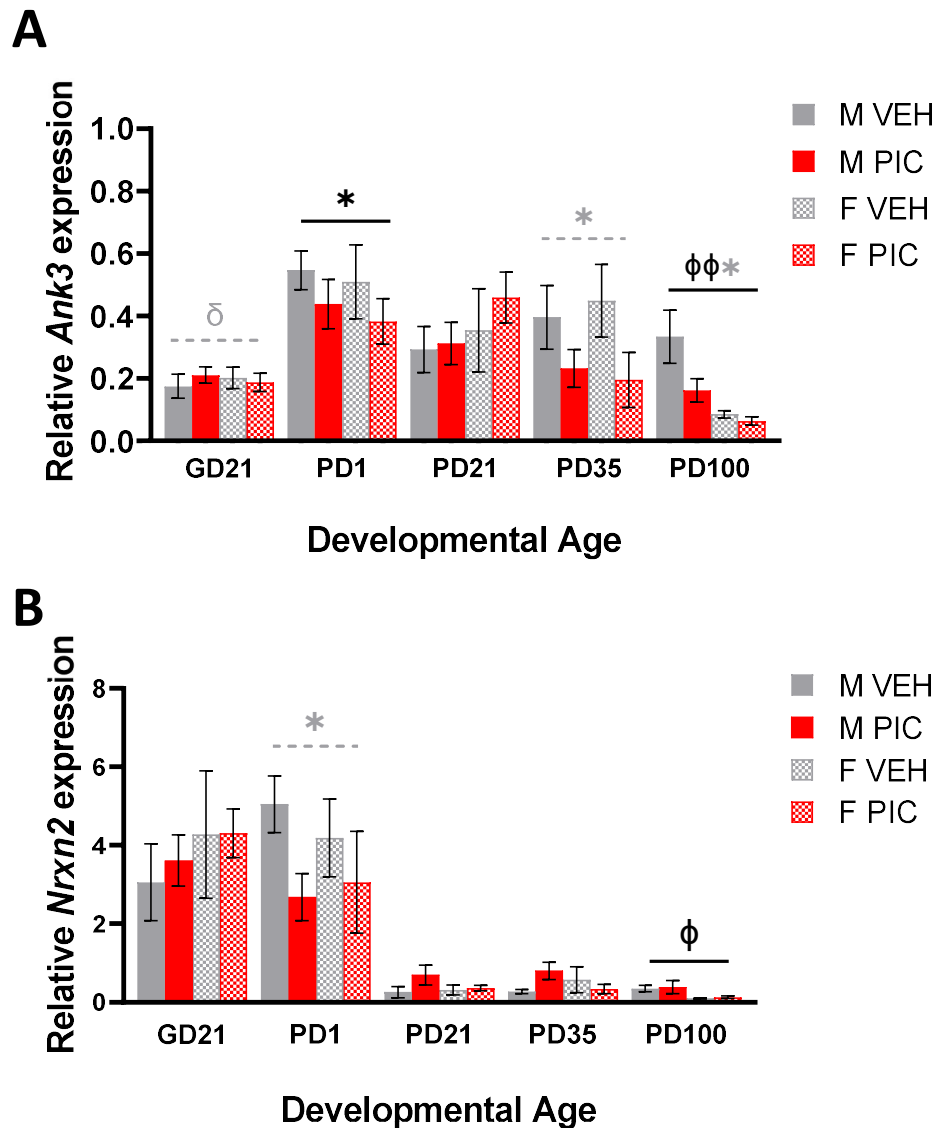 A
Relative Ank3 expression
1.0
0.8
0.6
0.4
0.2
0.0
δ
*
*
ϕϕ*
GD21 PD1 PD21 PD35 PD100
Developmental Age
M VEH
M PIC
F VEH
F PIC
B
Relative Nrxn2 expression
8
6
4
2
0
*
ϕ
GD21 PD1 PD21 PD35 PD100
Developmental Age
M VEH
M PIC
F VEH
F PIC